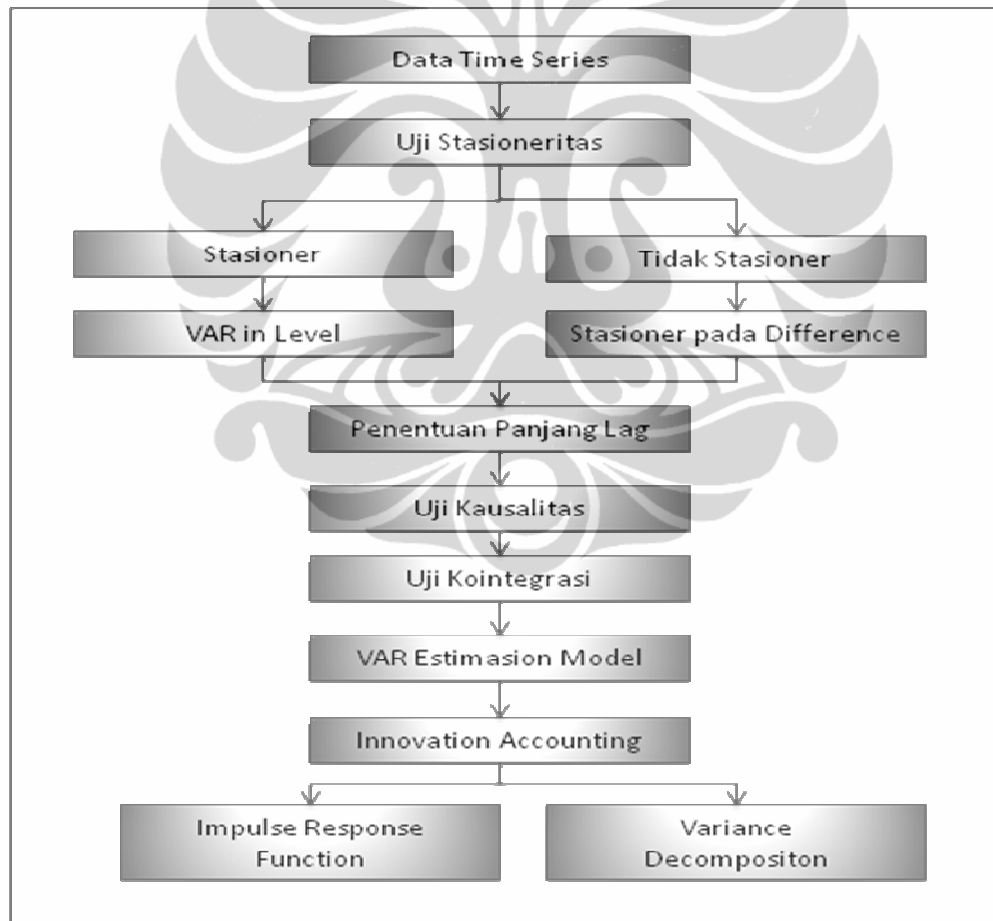 Data Time Series
Uji Stasioneritas
Stasioner
Tidak Stasioner
VAR in Level
Stasioner pada Difference
Penentuan Panjang Lag
Uji Kausalitas
Uji Kointegrasi
VAR Estimasion Model
Innovation Accounting
Impulse Response
Function
Variance
Decompositon